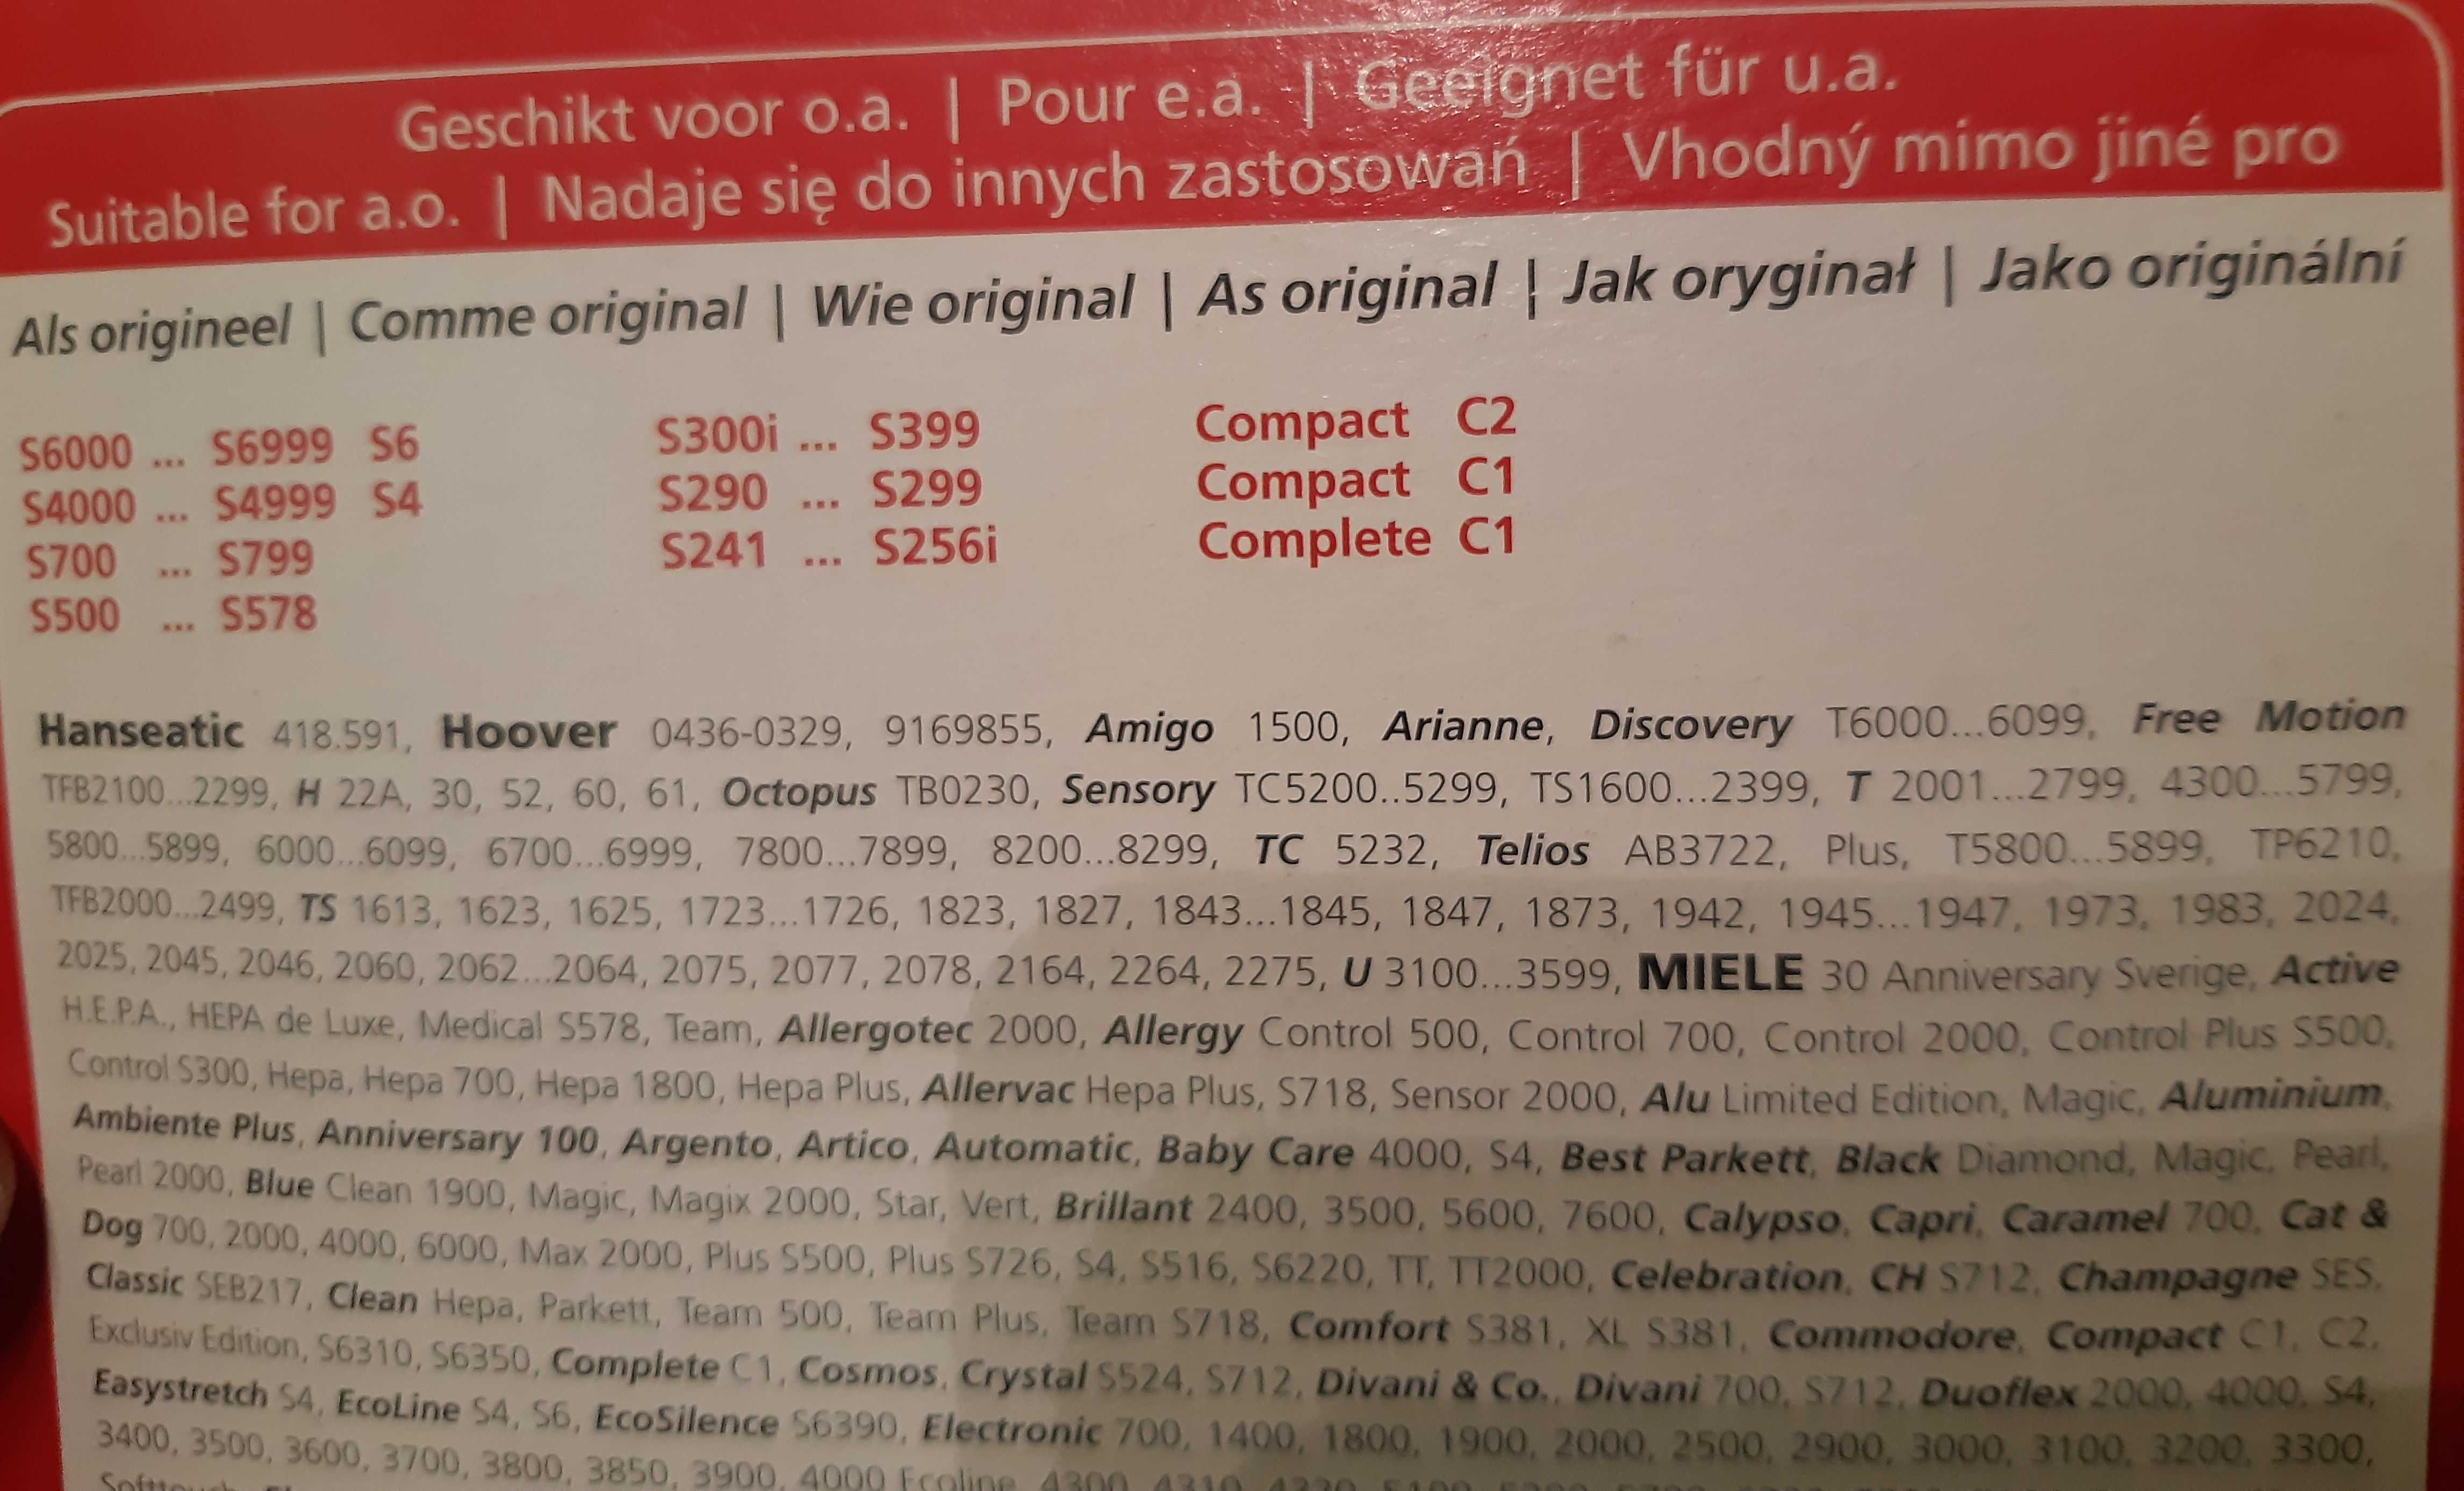 Geschikt voor o.a. | Pour e.a. | Geeignet für u.a.
Suitable for a.o. | Nadaje się do innych zastosowań | Vhodný mimo jiné pro
Als origineel | Comme original | Wie original | As original | Jak oryginał | Jako originální
S6000 ... S6999 S6
S4000 ... S4999 S4
S700 ... S799
S500 ... S578
S300i ... S399
S290 ... S299
S241 ... S256i
Compact C2
Compact C1
Complete C1
Hanseatic 418.591, Hoover 0436-0329, 9169855, Amigo 1500, Arianne, Discovery T6000...6099, Free Motion
TFB2100...2299, H 22A, 30, 52, 60, 61, Octopus TB0230, Sensory TC5200..5299, TS1600...2399, T 2001...2799, 4300...5799,
5800...5899, 6000...6099, 6700...6999, 7800...7899, 8200...8299, TC 5232, Telios AB3722, Plus, T5800...5899, TP6210,
TFB2000...2499, TS 1613, 1623, 1625, 1723...1726, 1823, 1827, 1843...1845, 1847, 1873, 1942, 1945...1947, 1973, 1983, 2024,
2025, 2045, 2046, 2060, 2062...2064, 2075, 2077, 2078, 2164, 2264, 2275, U 3100...3599, MIELE 30 Anniversary Sverige, Active
H.E.P.A., HEPA de Luxe, Medical S578, Team, Allergotec 2000, Allergy Control 500, Control 700, Control 2000, Control Plus S500,
Control S300, Hepa, Hepa 700, Hepa 1800, Hepa Plus, Allervac Hepa Plus, S718, Sensor 2000, Alu Limited Edition, Magic, Aluminium,
Ambiente Plus, Anniversary 100, Argento, Artico, Automatic, Baby Care 4000, S4, Best Parkett, Black Diamond, Magic, Pearl,
Pearl 2000, Blue Clean 1900, Magic, Magix 2000, Star, Vert, Brillant 2400, 3500, 5600, 7600, Calypso, Capri, Caramel 700, Cat &
Dog 700, 2000, 4000, 6000, Max 2000, Plus S500, Plus S726, S4, S516, S6220, TT, TT2000, Celebration, CH S712, Champagne SES,
Classic SEB217, Clean Hepa, Parkett, Team 500, Team Plus, Team S718, Comfort S381, XL S381, Commodore, Compact C1, C2,
Exclusiv Edition, S6310, S6350, Complete C1, Cosmos, Crystal S524, S712, Divani & Co., Divani 700, S712, Duoflex 2000, 4000, S4,
Easystretch S4, EcoLine S4, S6, EcoSilence S6390, Electronic 700, 1400, 1800, 1900, 2000, 2500, 2900, 3000, 3100, 3200, 3300,
3400, 3500, 3600, 3700, 3800, 3850, 3900, 4000 Ecoline, 4300, 4310,